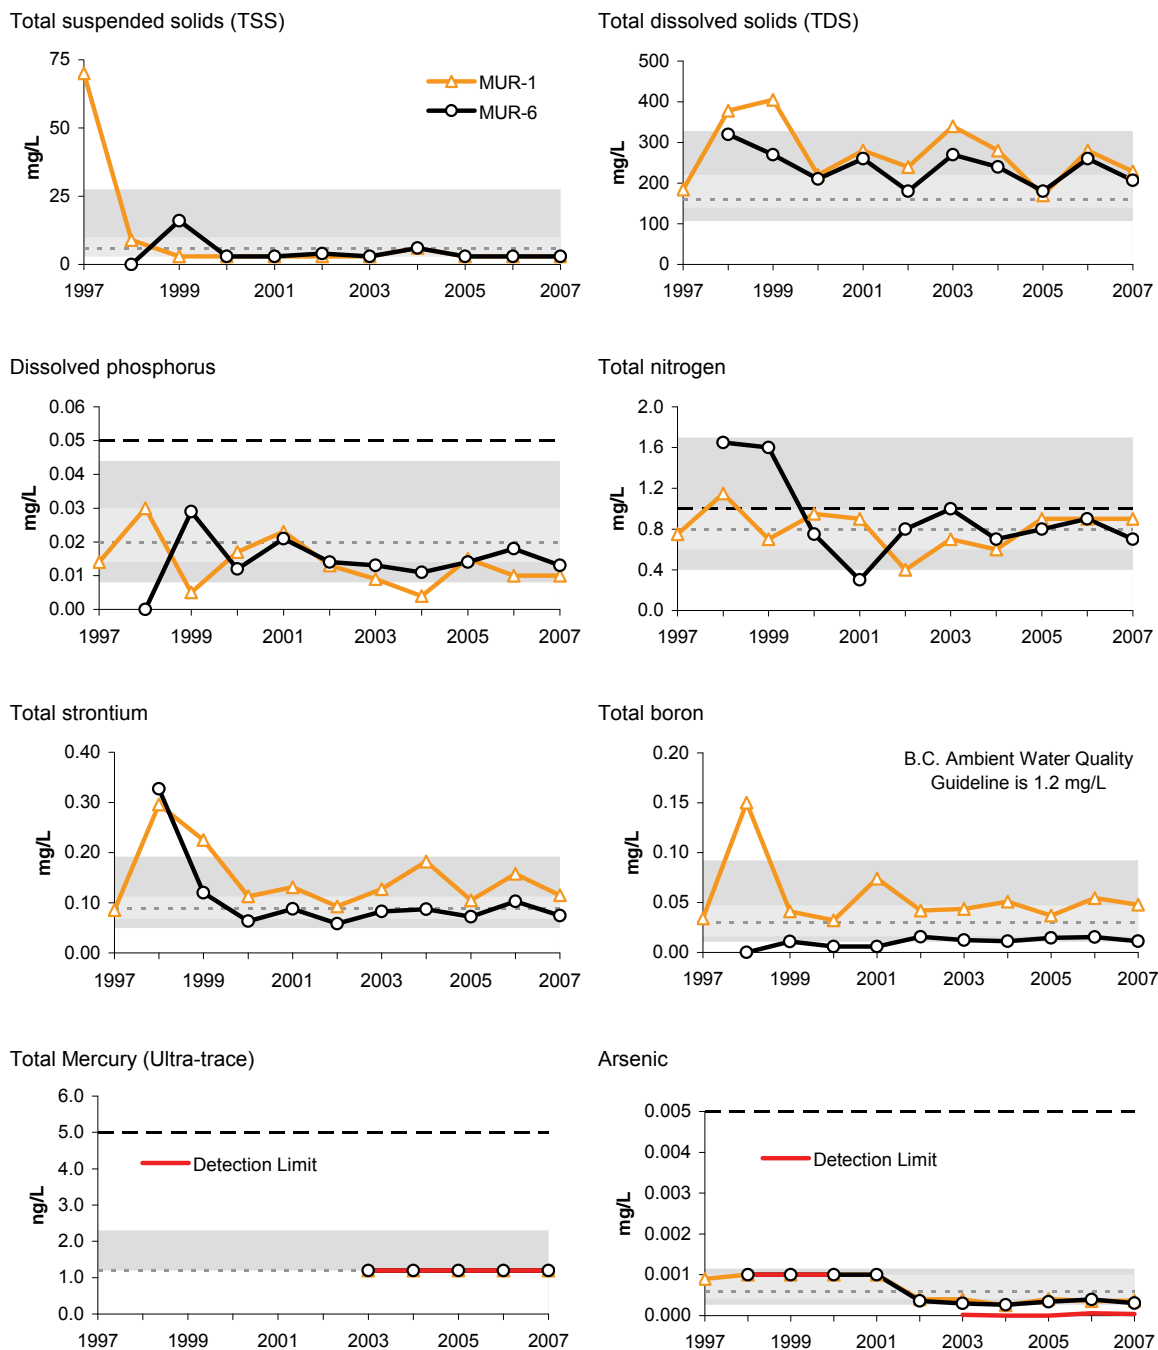 Total suspended solids (TSS)
75
50
25
0
mg/L
MUR-1
MUR-6
1997 1999 2001 2003 2005 2007
Total dissolved solids (TDS)
500
400
300
200
100
0
mg/L
1997 1999 2001 2003 2005 2007
Dissolved phosphorus
0.06
0.05
0.04
0.03
0.02
0.01
0.00
mg/L
1997 1999 2001 2003 2005 2007
Total nitrogen
2.0
1.6
1.2
0.8
0.4
0.0
mg/L
1997 1999 2001 2003 2005 2007
Total strontium
0.40
0.30
0.20
0.10
0.00
mg/L
1997 1999 2001 2003 2005 2007
Total boron
0.20
0.15
0.10
0.05
0.00
mg/L
B.C. Ambient Water Quality
Guideline is 1.2 mg/L
1997 1999 2001 2003 2005 2007
Total Mercury (Ultra-trace)
6.0
5.0
4.0
3.0
2.0
1.0
0.0
ng/L
Detection Limit
1997 1999 2001 2003 2005 2007
Arsenic
0.005
0.004
0.003
0.002
0.001
0.000
mg/L
Detection Limit
1997 1999 2001 2003 2005 2007